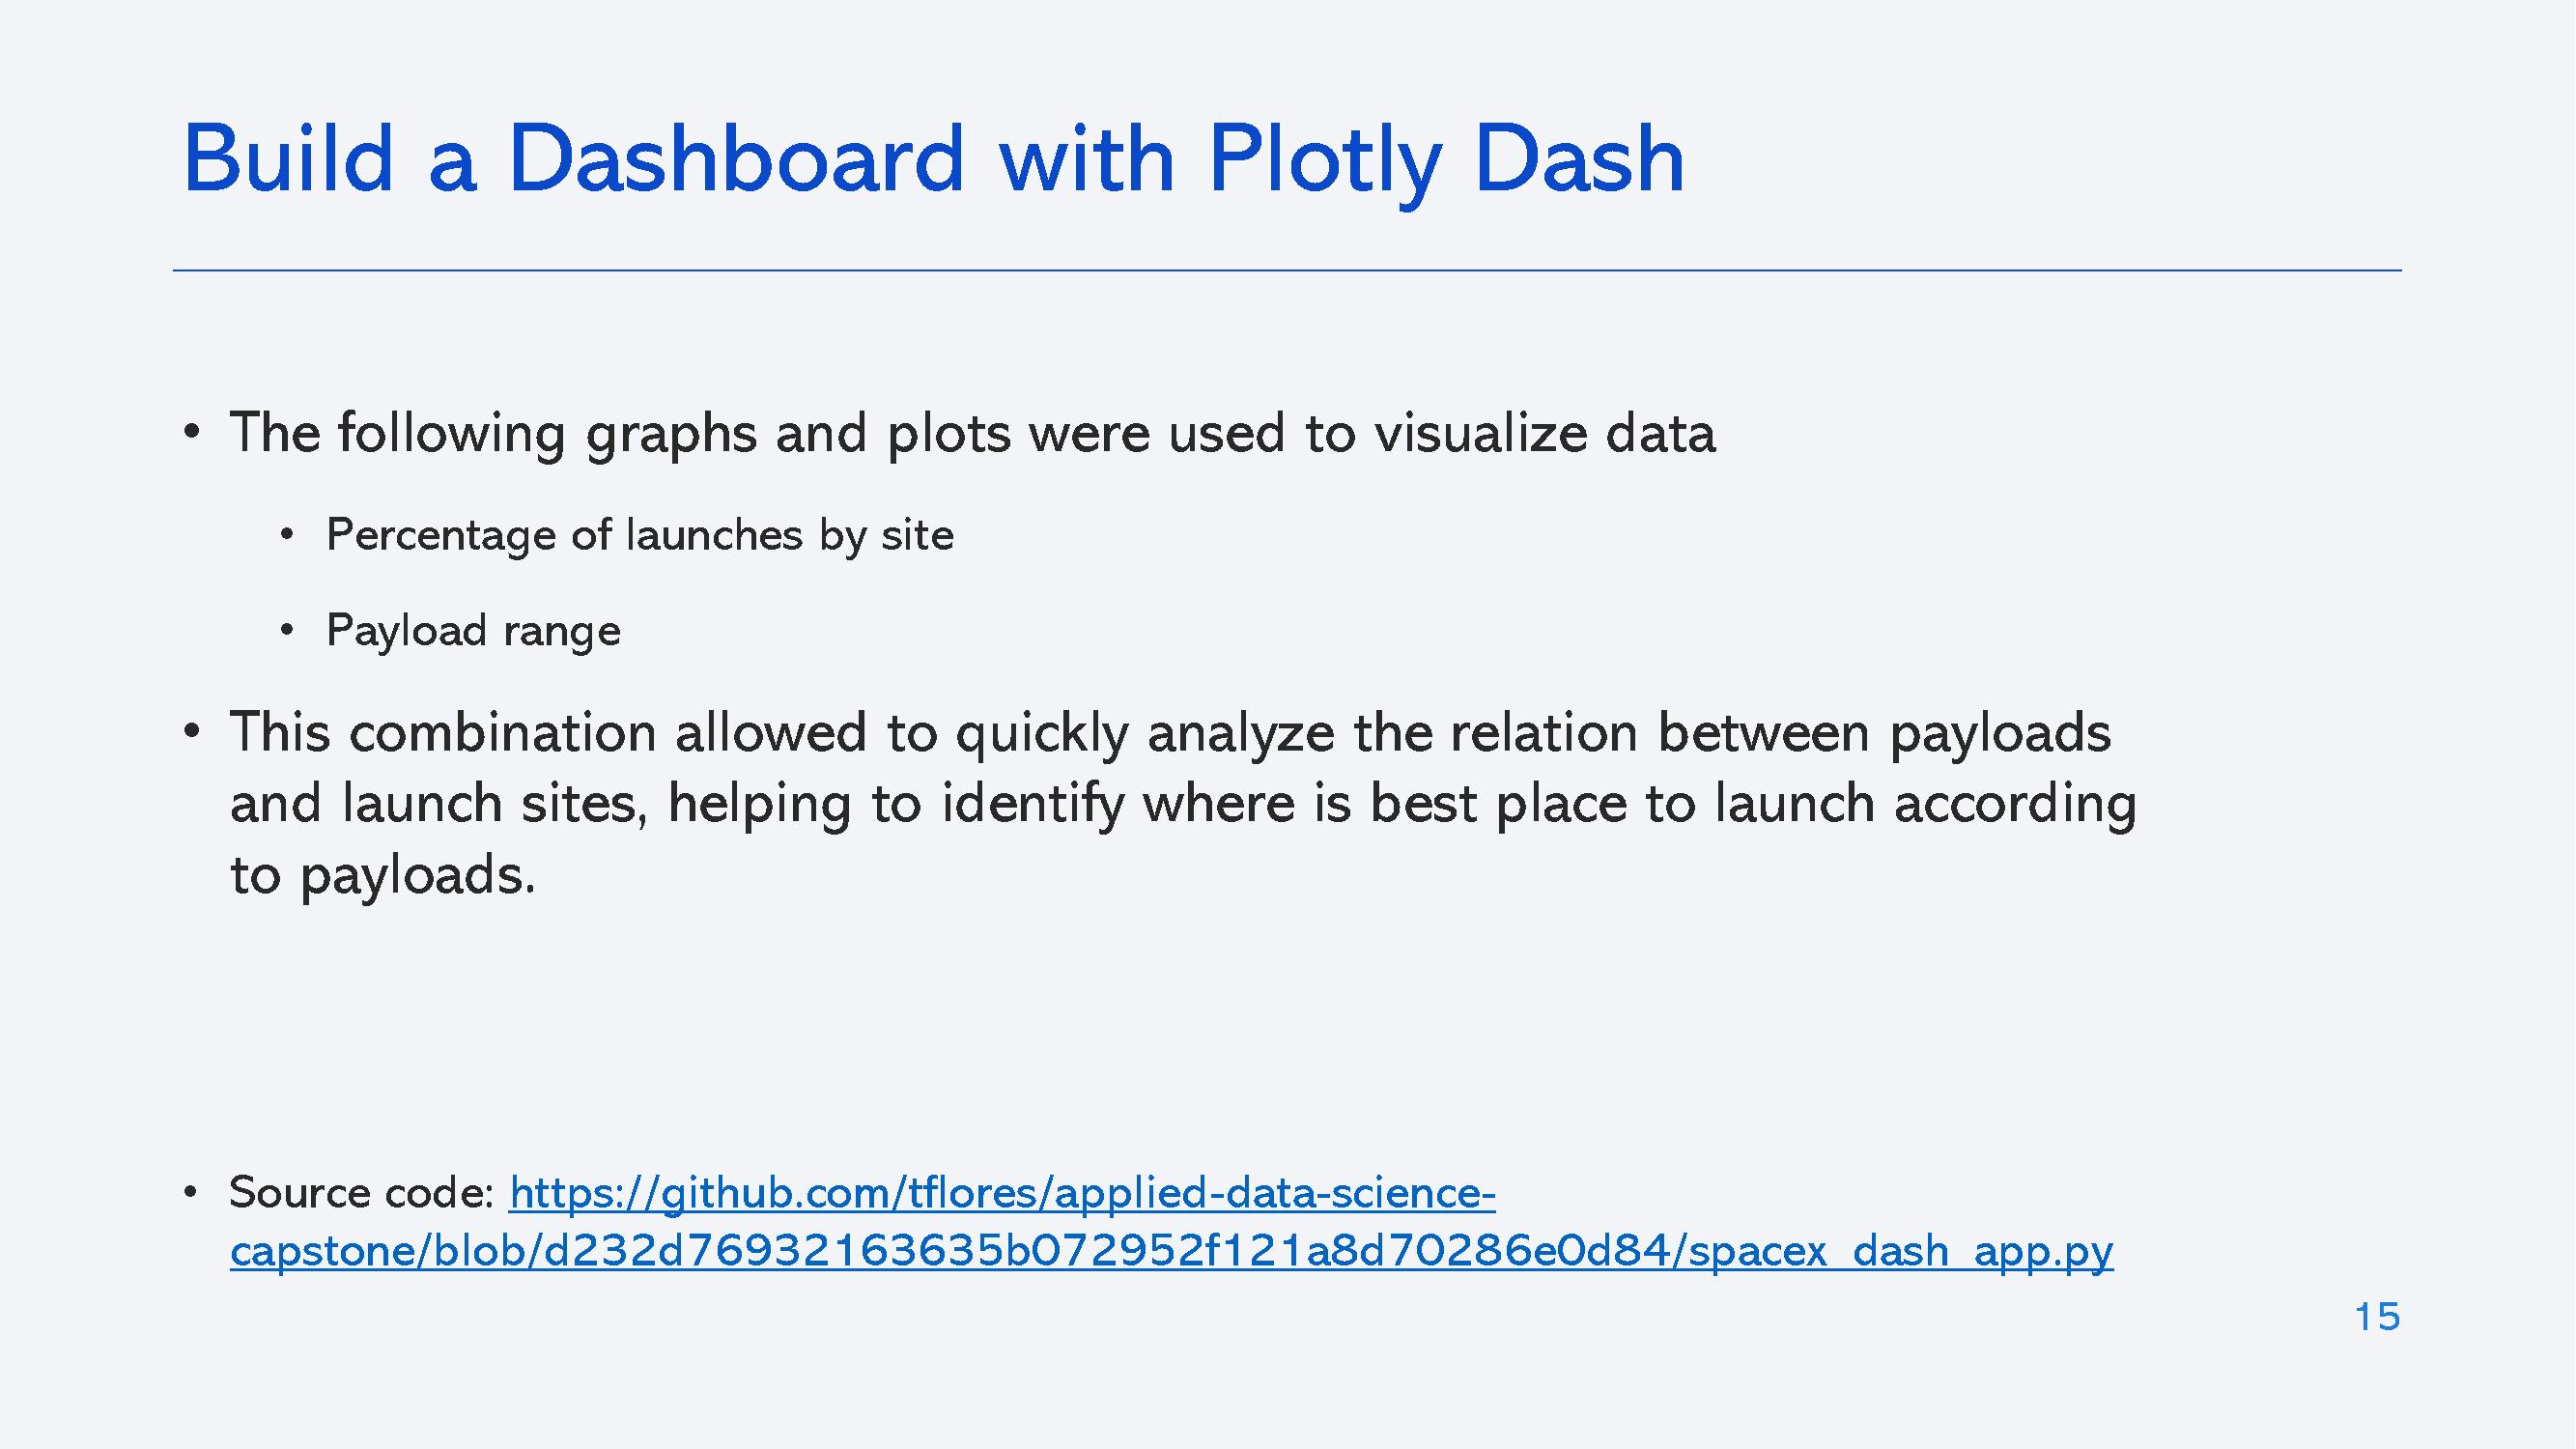 Build a Dashboard with Plotly Dash
• The following graphs and plots were used to visualize data
• Percentage of launches by site
• Payload range
• This combination allowed to quickly analyze the relation between payloads
and launch sites, helping to identify where is best place to launch according
to payloads.
• Source code: https://github.com/tflores/applied-data-science-
capstone/blob/d232d76932163635b072952f121a8d70286e0d84/spacex_dash_app.py
15